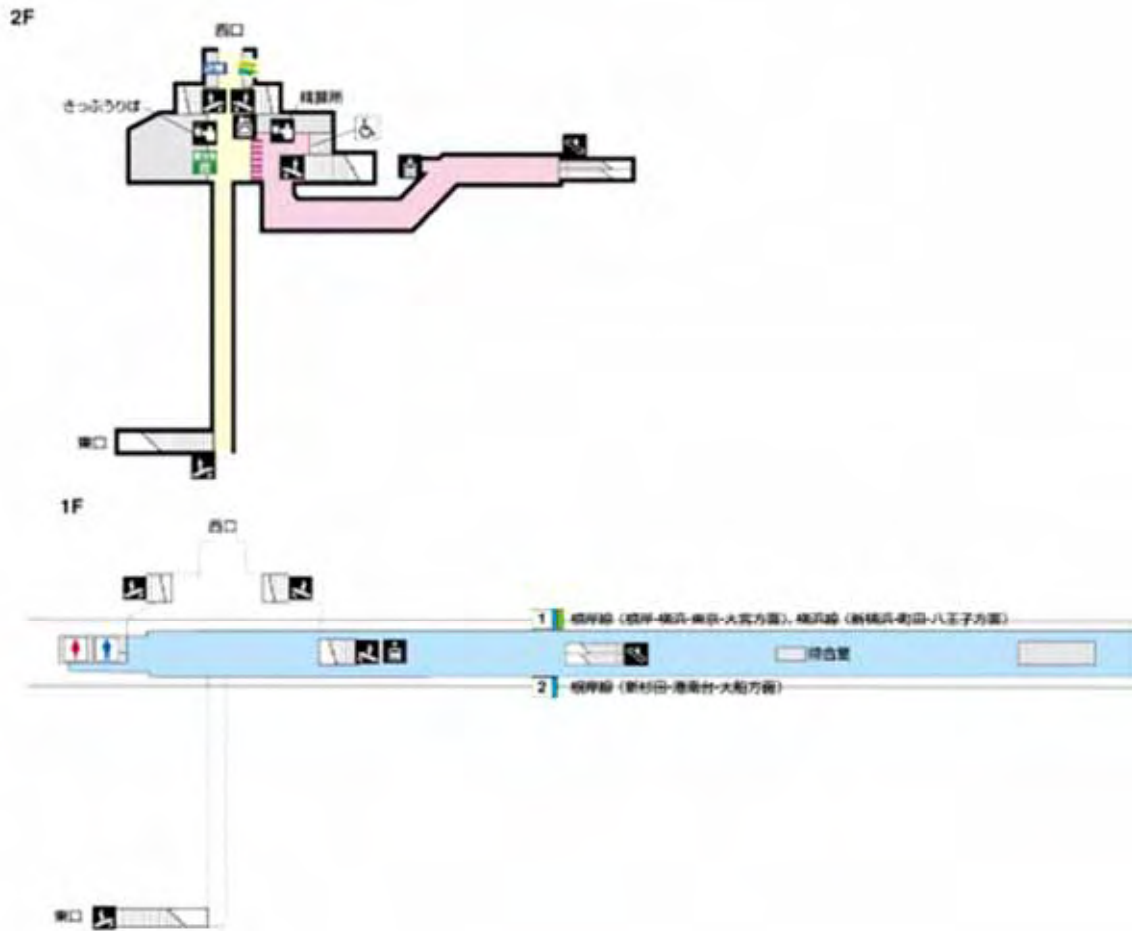 2F
西口
きっぷうりば
精算所
東口
1F
西口
1 根岸線（根岸・横浜・東京・大宮方面）、横浜線（新横浜・町田・八王子方面）
待合室
2 根岸線（新杉田・港南台・大船方面）
東口